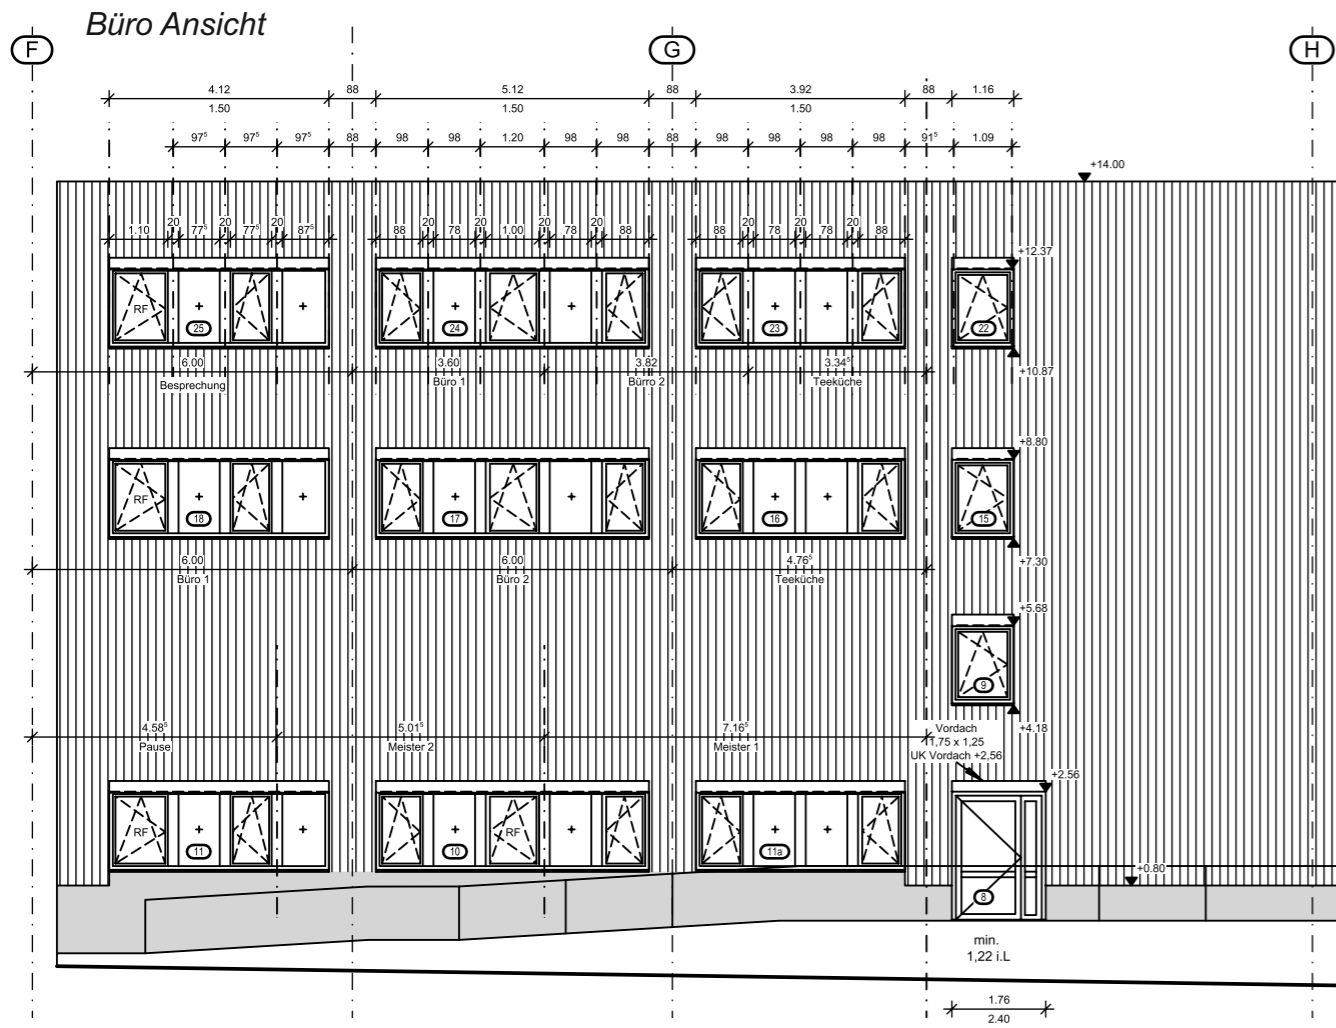 Büro Ansicht
F G H
4.12 88 5.12 88 3.92 88 1.16
1.50 1.50 1.50
97⁵ 97⁵ 97⁵ 88 98 98 1.20 98 98 88 98 98 98 98 91⁵ 1.09
+14.00
20 20 20 20 20 20 20 20 20 20
1.10 77⁵ 77⁵ 87⁵ 88 78 1.00 78 88 88 78 78 88
+12.37
RF
25 24 23 22
6.00 3.60 3.82 3.34⁵
+10.87
Besprechung Büro 1 Bürro 2 Teeküche
+8.80
RF
18 17 16 15
6.00 6.00 4.76⁵
+7.30
Büro 1 Büro 2 Teeküche
+5.68
9
4.58⁵ 5.01⁵ 7.16⁵
+4.18
Pause Meister 2 Meister 1
Vordach
1,75 x 1,25
UK Vordach +2,56
+2.56
RF RF
11 10 11a
+0.80
8
min.
1,22 i.L
1.76
2.40